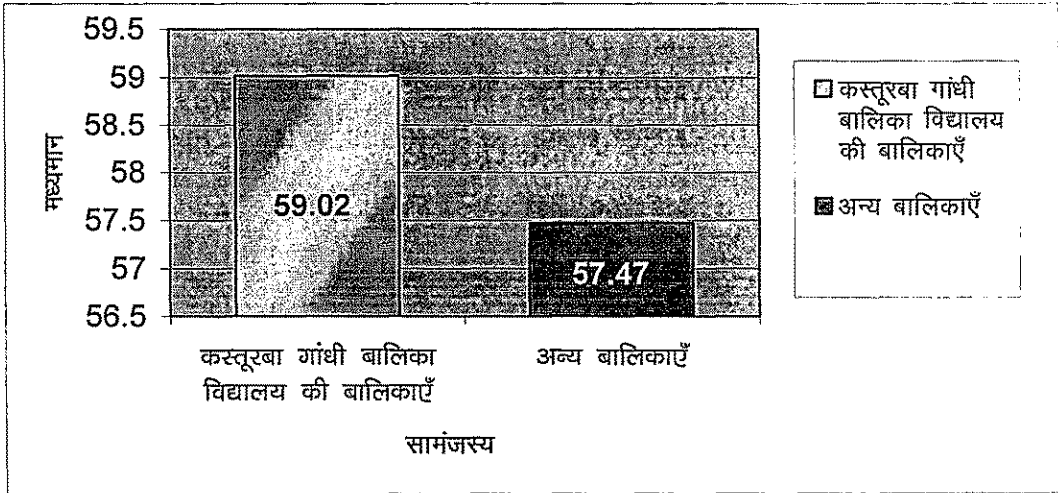 59.5
59
58.5
58
57.5
57
56.5
मध्यमान
59.02
57.47
कस्तूरबा गांधी बालिका
विद्यालय की बालिकाएँ
अन्य बालिकाएँ
सामंजस्य
कस्तूरबा गांधी
बालिका विद्यालय
की बालिकाएँ
अन्य बालिकाएँ